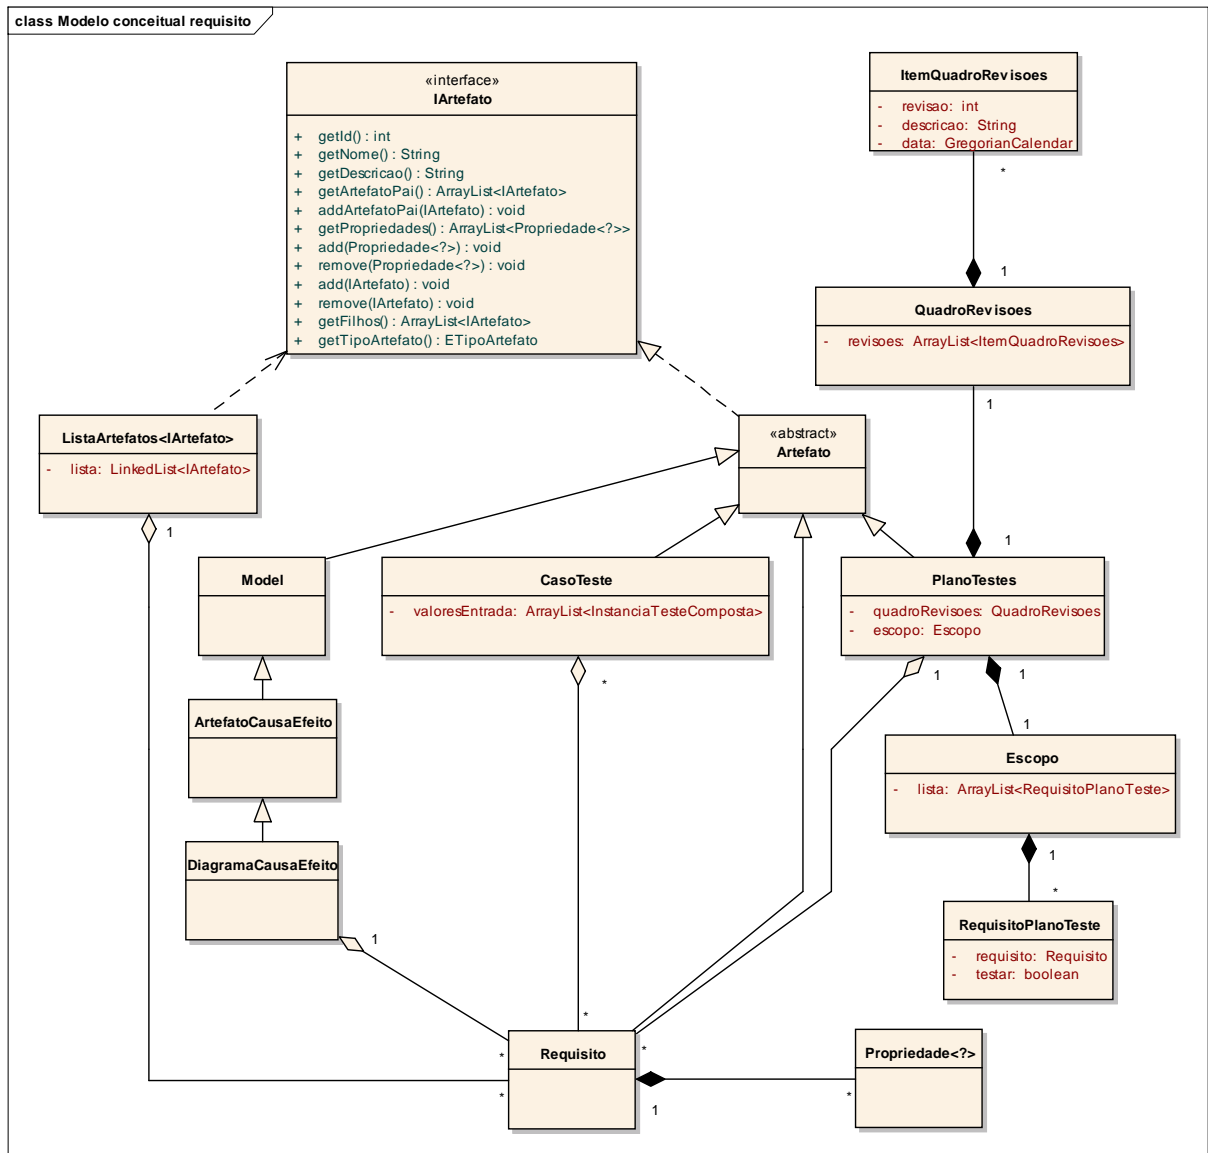 class Modelo conceitual requisito
«interface»
IArtefato
+ getId() : int
+ getNome() : String
+ getDescricao() : String
+ getArtefatoPai() : ArrayList<IArtefato>
+ addArtefatoPai(IArtefato) : void
+ getPropriedades() : ArrayList<Propriedade<?>>
+ add(Propriedade<?>) : void
+ remove(Propriedade<?>) : void
+ add(IArtefato) : void
+ remove(IArtefato) : void
+ getFilhos() : ArrayList<IArtefato>
+ getTipoArtefato() : ETipoArtefato
ItemQuadroRevisoes
- revisao: int
- descricao: String
- data: GregorianCalendar
*
1
QuadroRevisoes
- revisoes: ArrayList<ItemQuadroRevisoes>
1
ListaArtefatos<IArtefato>
- lista: LinkedList<IArtefato>
1
«abstract»
Artefato
1
Model
CasoTeste
- valoresEntrada: ArrayList<InstanciaTesteComposta>
*
PlanoTestes
- quadroRevisoes: QuadroRevisoes
- escopo: Escopo
1
1
1
ArtefatoCausaEfeito
Escopo
- lista: ArrayList<RequisitoPlanoTeste>
1
*
DiagramaCausaEfeito
1
RequisitoPlanoTeste
- requisito: Requisito
- testar: boolean
*
*
*
*
Requisito
1
*
Propriedade<?>